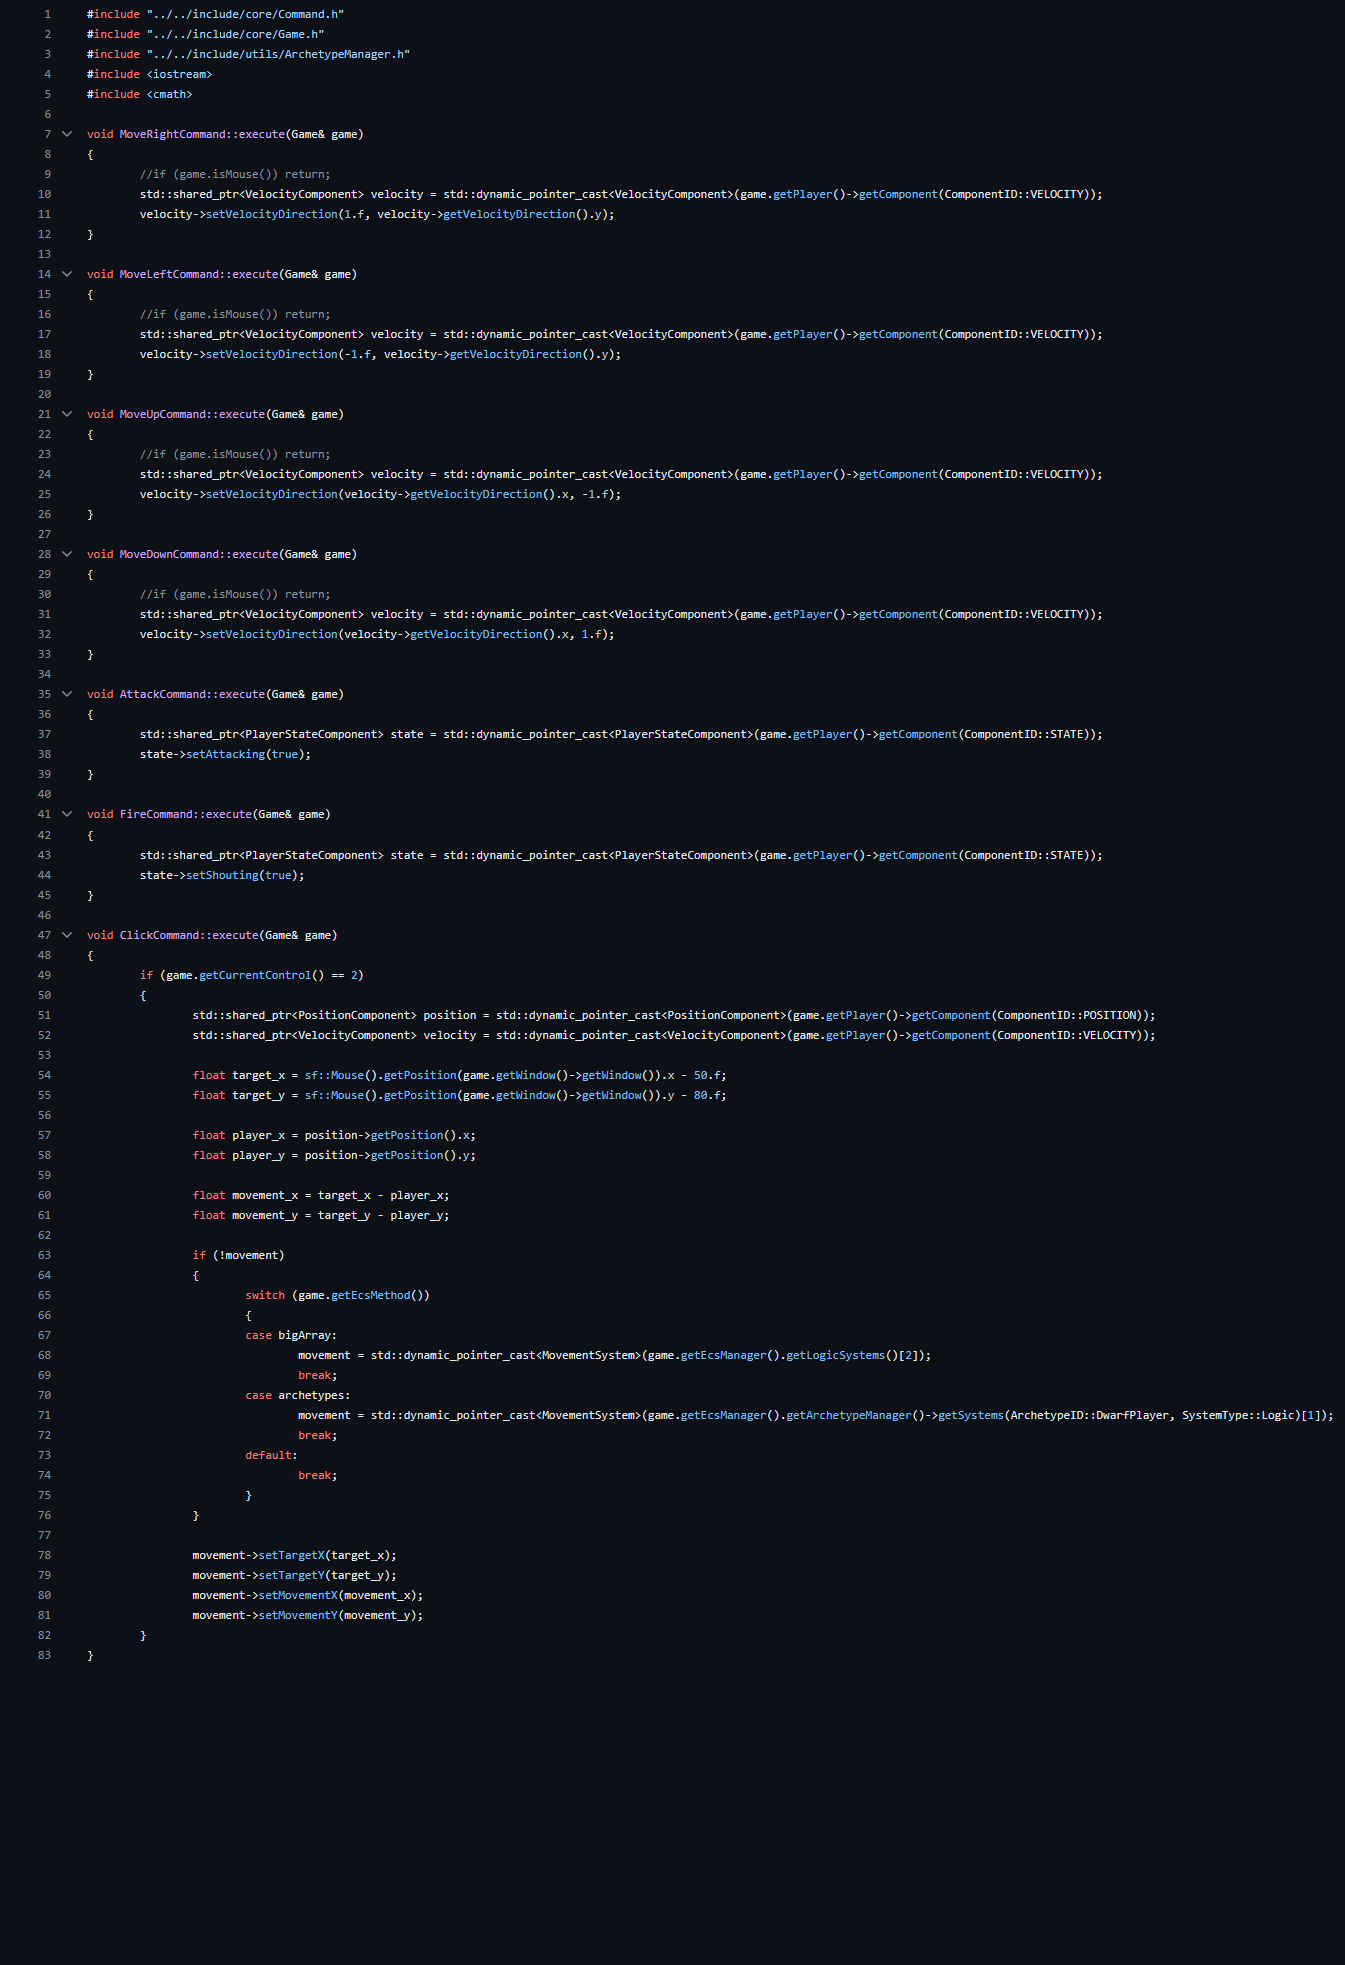 1 #include "../../include/core/Command.h"
2 #include "../../include/core/Game.h"
3 #include "../../include/utils/ArchetypeManager.h"
4 #include <iostream>
5 #include <cmath>
6
7 void MoveRightCommand::execute(Game& game)
8 {
9 //if (game.isMouse()) return;
10 std::shared_ptr<VelocityComponent> velocity = std::dynamic_pointer_cast<VelocityComponent>(game.getPlayer()->getComponent(ComponentID::VELOCITY));
11 velocity->setVelocityDirection(1.f, velocity->getVelocityDirection().y);
12 }
13
14 void MoveLeftCommand::execute(Game& game)
15 {
16 //if (game.isMouse()) return;
17 std::shared_ptr<VelocityComponent> velocity = std::dynamic_pointer_cast<VelocityComponent>(game.getPlayer()->getComponent(ComponentID::VELOCITY));
18 velocity->setVelocityDirection(-1.f, velocity->getVelocityDirection().y);
19 }
20
21 void MoveUpCommand::execute(Game& game)
22 {
23 //if (game.isMouse()) return;
24 std::shared_ptr<VelocityComponent> velocity = std::dynamic_pointer_cast<VelocityComponent>(game.getPlayer()->getComponent(ComponentID::VELOCITY));
25 velocity->setVelocityDirection(velocity->getVelocityDirection().x, -1.f);
26 }
27
28 void MoveDownCommand::execute(Game& game)
29 {
30 //if (game.isMouse()) return;
31 std::shared_ptr<VelocityComponent> velocity = std::dynamic_pointer_cast<VelocityComponent>(game.getPlayer()->getComponent(ComponentID::VELOCITY));
32 velocity->setVelocityDirection(velocity->getVelocityDirection().x, 1.f);
33 }
34
35 void AttackCommand::execute(Game& game)
36 {
37 std::shared_ptr<PlayerStateComponent> state = std::dynamic_pointer_cast<PlayerStateComponent>(game.getPlayer()->getComponent(ComponentID::STATE));
38 state->setAttacking(true);
39 }
40
41 void FireCommand::execute(Game& game)
42 {
43 std::shared_ptr<PlayerStateComponent> state = std::dynamic_pointer_cast<PlayerStateComponent>(game.getPlayer()->getComponent(ComponentID::STATE));
44 state->setShouting(true);
45 }
46
47 void ClickCommand::execute(Game& game)
48 {
49 if (game.getCurrentControl() == 2)
50 {
51 std::shared_ptr<PositionComponent> position = std::dynamic_pointer_cast<PositionComponent>(game.getPlayer()->getComponent(ComponentID::POSITION));
52 std::shared_ptr<VelocityComponent> velocity = std::dynamic_pointer_cast<VelocityComponent>(game.getPlayer()->getComponent(ComponentID::VELOCITY));
53
54 float target_x = sf::Mouse().getPosition(game.getWindow()->getWindow()).x - 50.f;
55 float target_y = sf::Mouse().getPosition(game.getWindow()->getWindow()).y - 80.f;
56
57 float player_x = position->getPosition().x;
58 float player_y = position->getPosition().y;
59
60 float movement_x = target_x - player_x;
61 float movement_y = target_y - player_y;
62
63 if (!movement)
64 {
65 switch (game.getEcsMethod())
66 {
67 case bigArray:
68 movement = std::dynamic_pointer_cast<MovementSystem>(game.getEcsManager().getLogicSystems()[2]);
69 break;
70 case archetypes:
71 movement = std::dynamic_pointer_cast<MovementSystem>(game.getEcsManager().getArchetypeManager()->getSystems(ArchetypeID::DwarfPlayer, SystemType::Logic)[1]);
72 break;
73 default:
74 break;
75 }
76 }
77
78 movement->setTargetX(target_x);
79 movement->setTargetY(target_y);
80 movement->setMovementX(movement_x);
81 movement->setMovementY(movement_y);
82 }
83 }